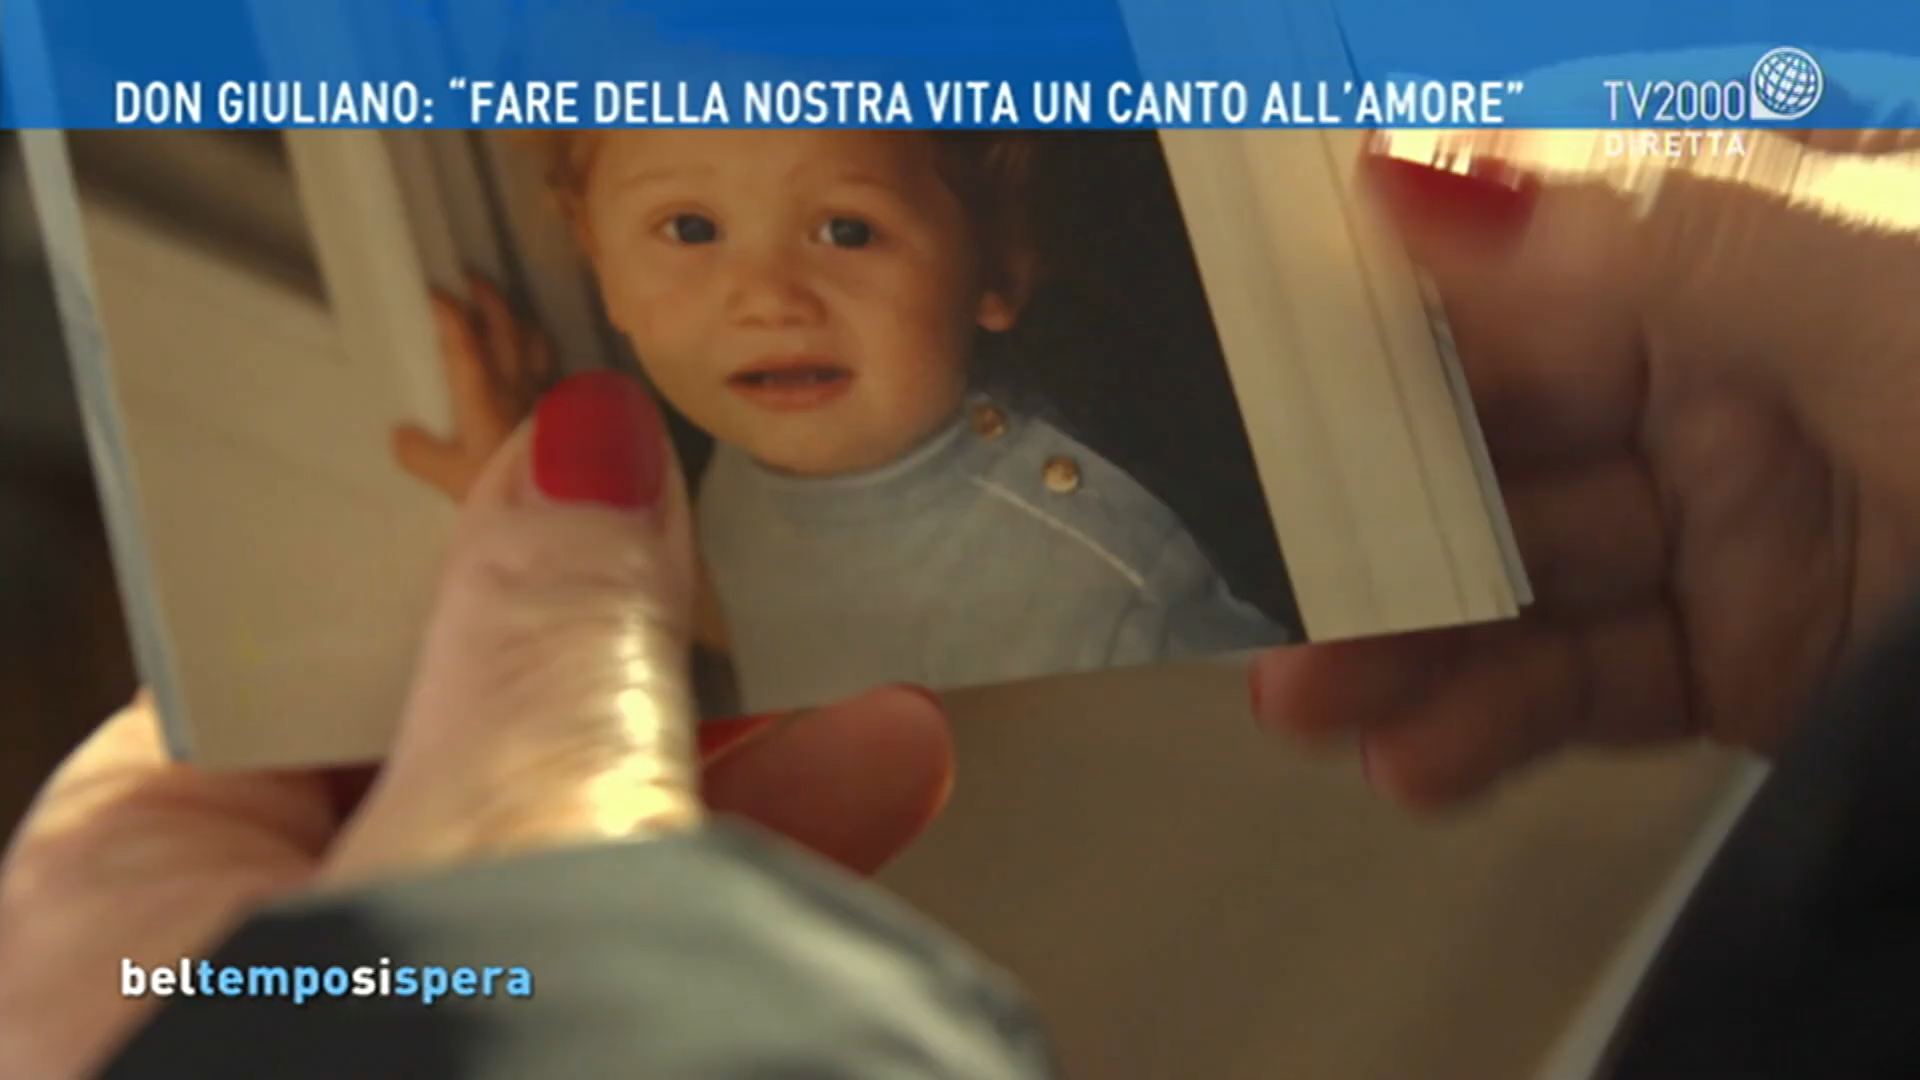 DON GIULIANO: “FARE DELLA NOSTRA VITA UN CANTO ALL’AMORE”
TV2000
DIRETTA
beltemposispera